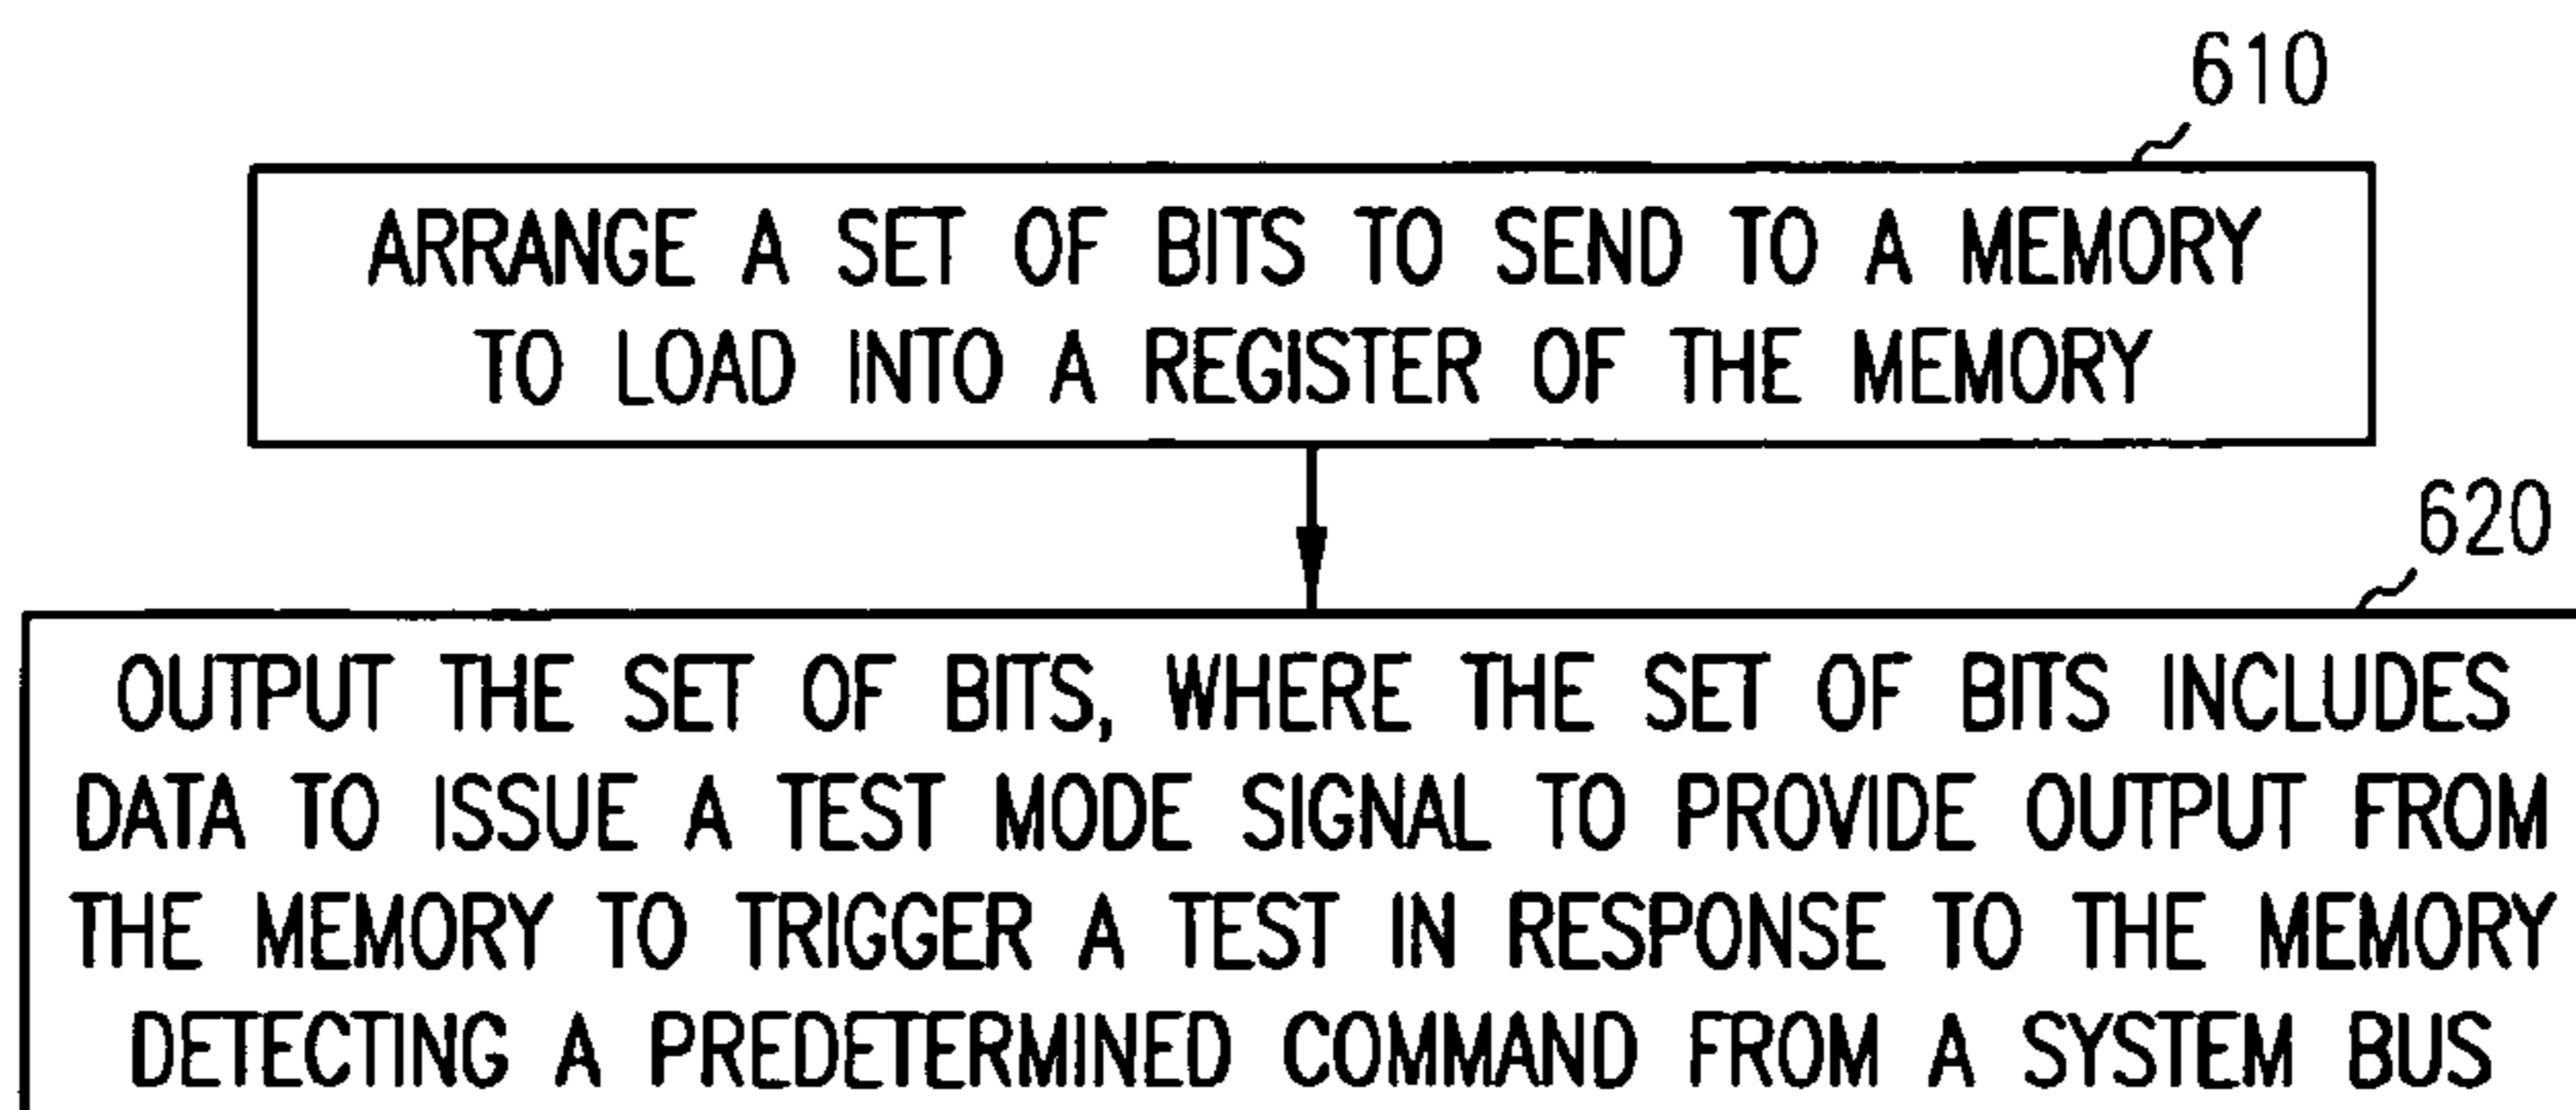 610
ARRANGE A SET OF BITS TO SEND TO A MEMORY
TO LOAD INTO A REGISTER OF THE MEMORY
620
OUTPUT THE SET OF BITS, WHERE THE SET OF BITS INCLUDES
DATA TO ISSUE A TEST MODE SIGNAL TO PROVIDE OUTPUT FROM
THE MEMORY TO TRIGGER A TEST IN RESPONSE TO THE MEMORY
DETECTING A PREDETERMINED COMMAND FROM A SYSTEM BUS